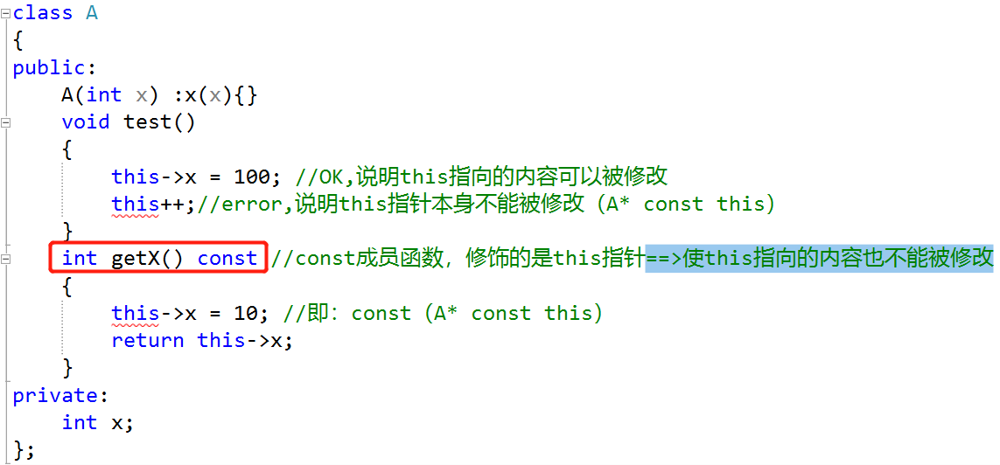 class A
{
public:
    A(int x) :x(x){}
    void test()
    {
        this->x = 100; //OK,说明this指向的内容可以被修改
        this++;//error,说明this指针本身不能被修改（A* const this）
    }
    int getX() const //const成员函数，修饰的是this指针==>使this指向的内容也不能被修改
    {
        this->x = 10; //即：const（A* const this）
        return this->x;
    }
private:
    int x;
};